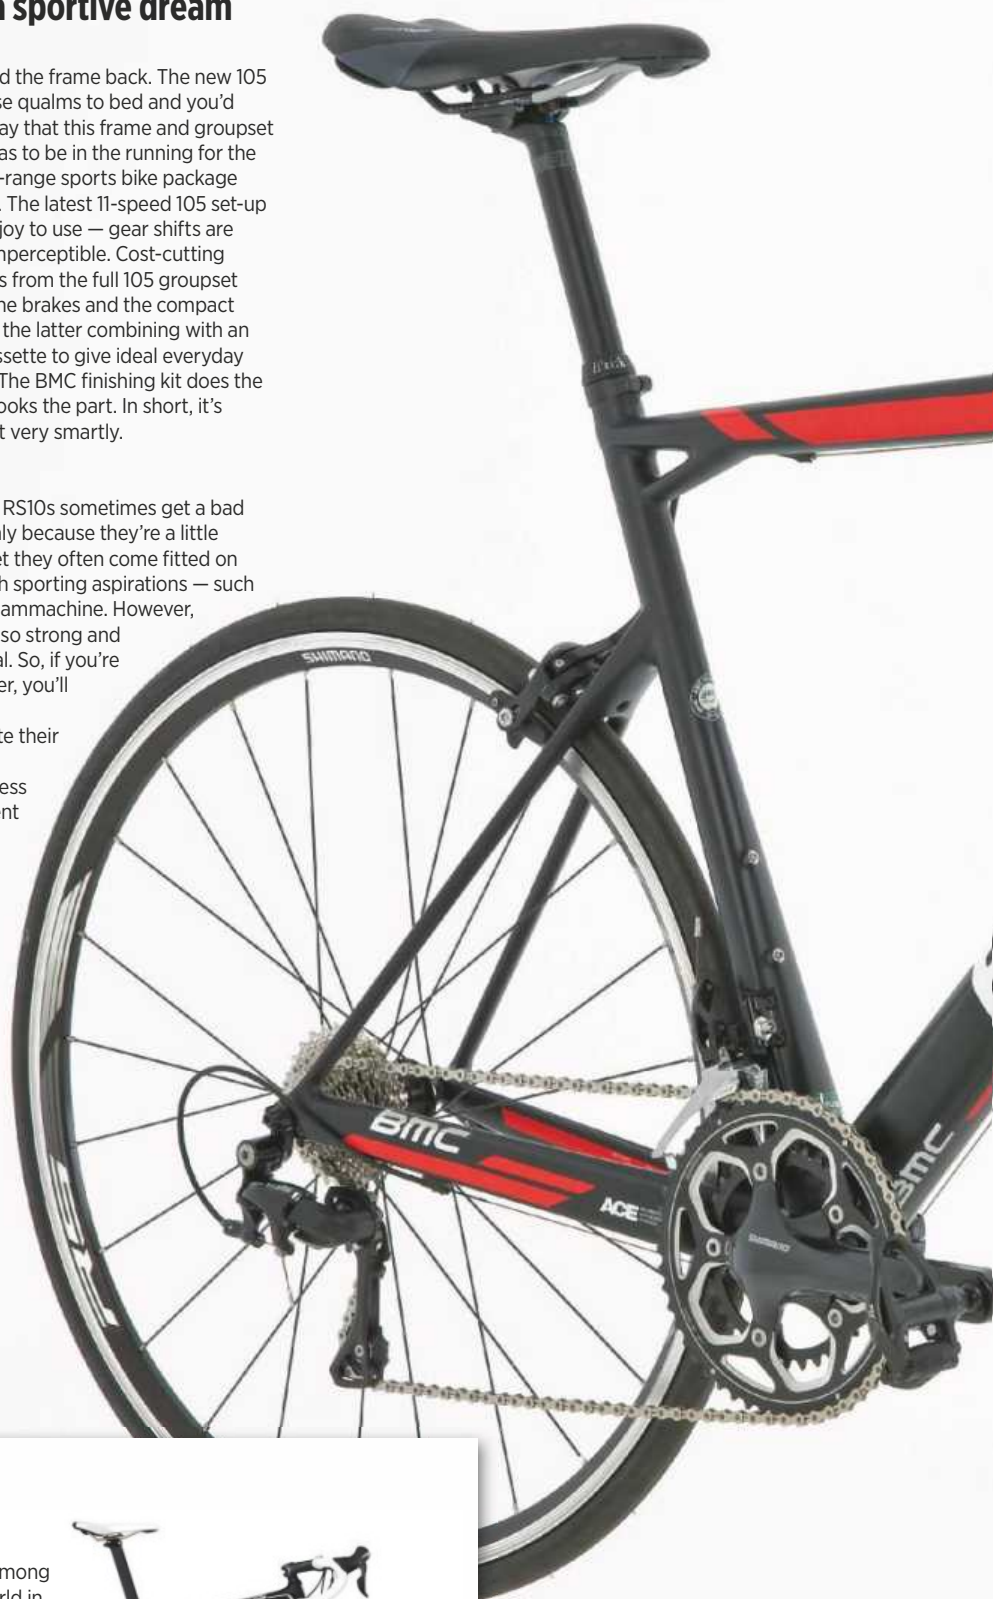 sportive dream
d the frame back. The new 105
se qualms to bed and you’d
ay that this frame and groupset
as to be in the running for the
-range sports bike package
. The latest 11-speed 105 set-up
joy to use — gear shifts are
nperceptible. Cost-cutting
s from the full 105 groupset
ne brakes and the compact
the latter combining with an
ssette to give ideal everyday
The BMC finishing kit does the
ooks the part. In short, it’s
t very smartly.
RS10s sometimes get a bad
ly because they’re a little
et they often come fitted on
h sporting aspirations — such
ammachine. However,
so strong and
al. So, if you’re
er, you’ll
te their
ess
ent
SHIMANO
BMC
ACE
BMC
SHIMANO
mong
rld in